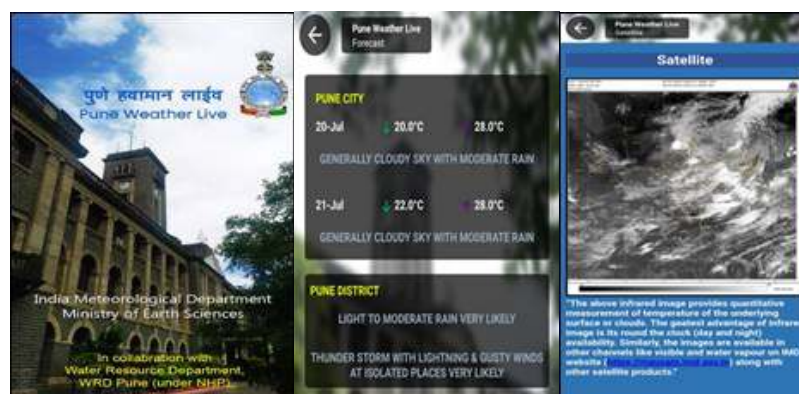 पुणे हवामान लाईव
Pune Weather Live
India Meteorological Department
Ministry of Earth Sciences
In collabration with
Water Resource Department,
WRD Pune (under NHP)
Pune Weather Live
Forecast
PUNE CITY
20-Jul 20.0°C 28.0°C
GENERALLY CLOUDY SKY WITH MODERATE RAIN
21-Jul 22.0°C 28.0°C
GENERALLY CLOUDY SKY WITH MODERATE RAIN
PUNE DISTRICT
LIGHT TO MODERATE RAIN VERY LIKELY
THUNDER STORM WITH LIGHTNING & GUSTY WINDS
AT ISOLATED PLACES VERY LIKELY
Pune Weather Live
Satellite
Satellite
"The above infrared image provides quantitative
measurement of temperature of the underlying
surface or clouds. The greatest advantage of infrared
image is its round the clock (day and night)
availability. Similarly, the images are available in
other channels like visible and water vapour on IMD
website ( ) along with
other satellite products."